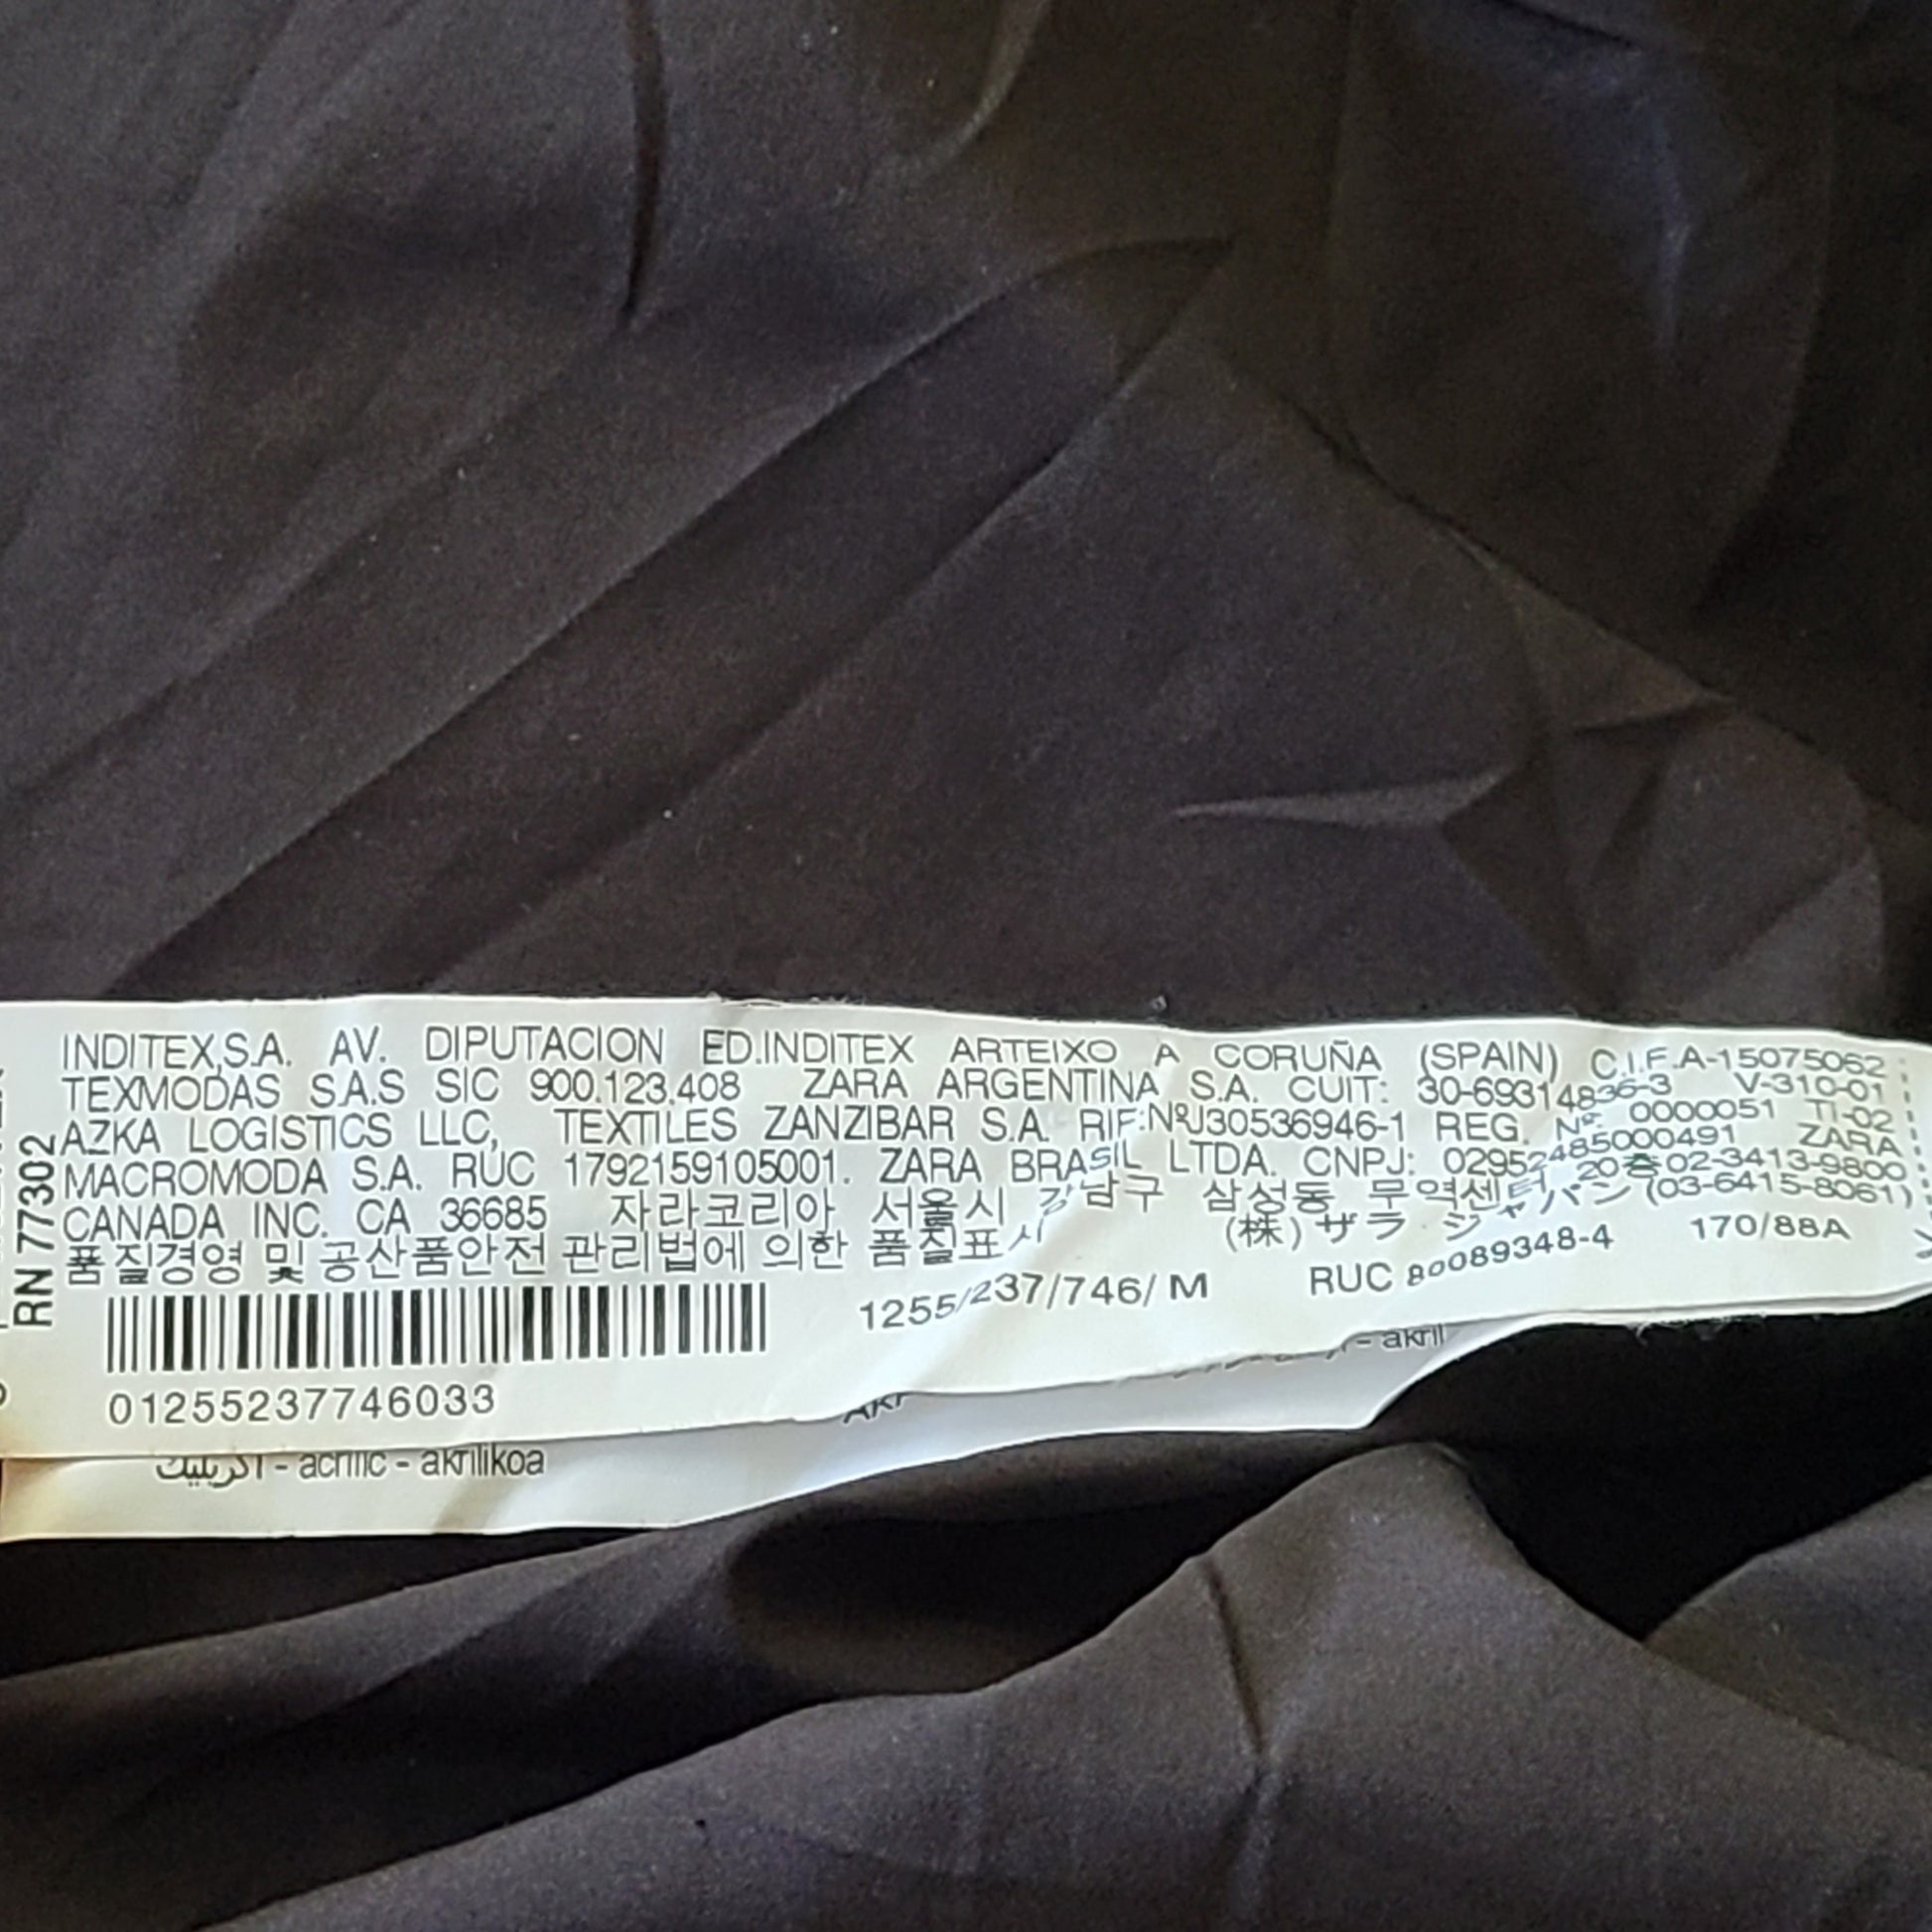 INDITEX,S.A. AV. DIPUTACION ED.INDITEX ARTEIXO A CORUÑA (SPAIN) C.I.F.A-15075062
TEXMODAS S.A.S SIC 900.123.408 ZARA ARGENTINA S.A. CUIT: 30-69314836-3 V-310-01
AZKA LOGISTICS LLC, TEXTILES ZANZIBAR S.A. RIF:NºJ30536946-1 REG. Nº: 0000051 TI-02
MACROMODA S.A. RUC 1792159105001. ZARA BRASIL LTDA. CNPJ: 02952485000491 ZARA
CANADA INC. CA 36685 자라코리아 서울시 강남구 삼성동 무역센터 20층02-3413-9800
품질경영 및 공산품안전 관리법에 의한 품질표시 (株)ザラ ジャパン (03-6415-8061)
1255/237/746/ M RUC 80089348-4 170/88A
01255237746033
RN 77302
اكريليك - acrílic - akrilikoa
- akril